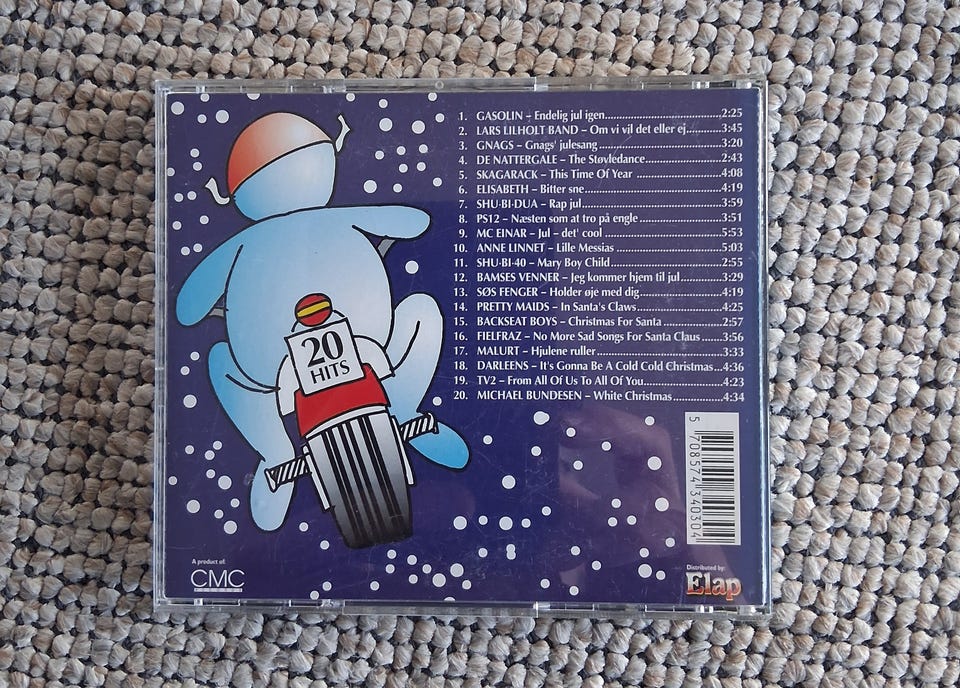 1. GASOLIN – Endelig jul igen 2:25
2. LARS LILHOLT BAND – Om vi vil det eller ej 3:45
3. GNAGS – Gnags' julesang 3:20
4. DE NATTERGALE – The Støvledance 2:43
5. SKAGARACK – This Time Of Year 4:08
6. ELISABETH – Bitter sne 4:19
7. SHU-BI-DUA – Rap jul 3:59
8. PS12 – Næsten som at tro på engle 3:51
9. MC EINAR – Jul – det' cool 5:53
10. ANNE LINNET – Lille Messias 5:03
11. SHU-BI-40 – Mary Boy Child 2:55
12. BAMSES VENNER – Jeg kommer hjem til jul 3:29
13. SØS FENGER – Holder øje med dig 4:19
14. PRETTY MAIDS – In Santa's Claws 4:25
15. BACKSEAT BOYS – Christmas For Santa 2:57
16. FIELFRAZ – No More Sad Songs For Santa Claus 3:56
17. MALURT – Hjulene ruller 3:33
18. DARLEENS – It's Gonna Be A Cold Cold Christmas 4:36
19. TV2 – From All Of Us To All Of You 4:23
20. MICHAEL BUNDESEN – White Christmas 4:34
20
HITS
5 708574 340304
A product of:
CMC
RECORDS
Distributed by:
Elap